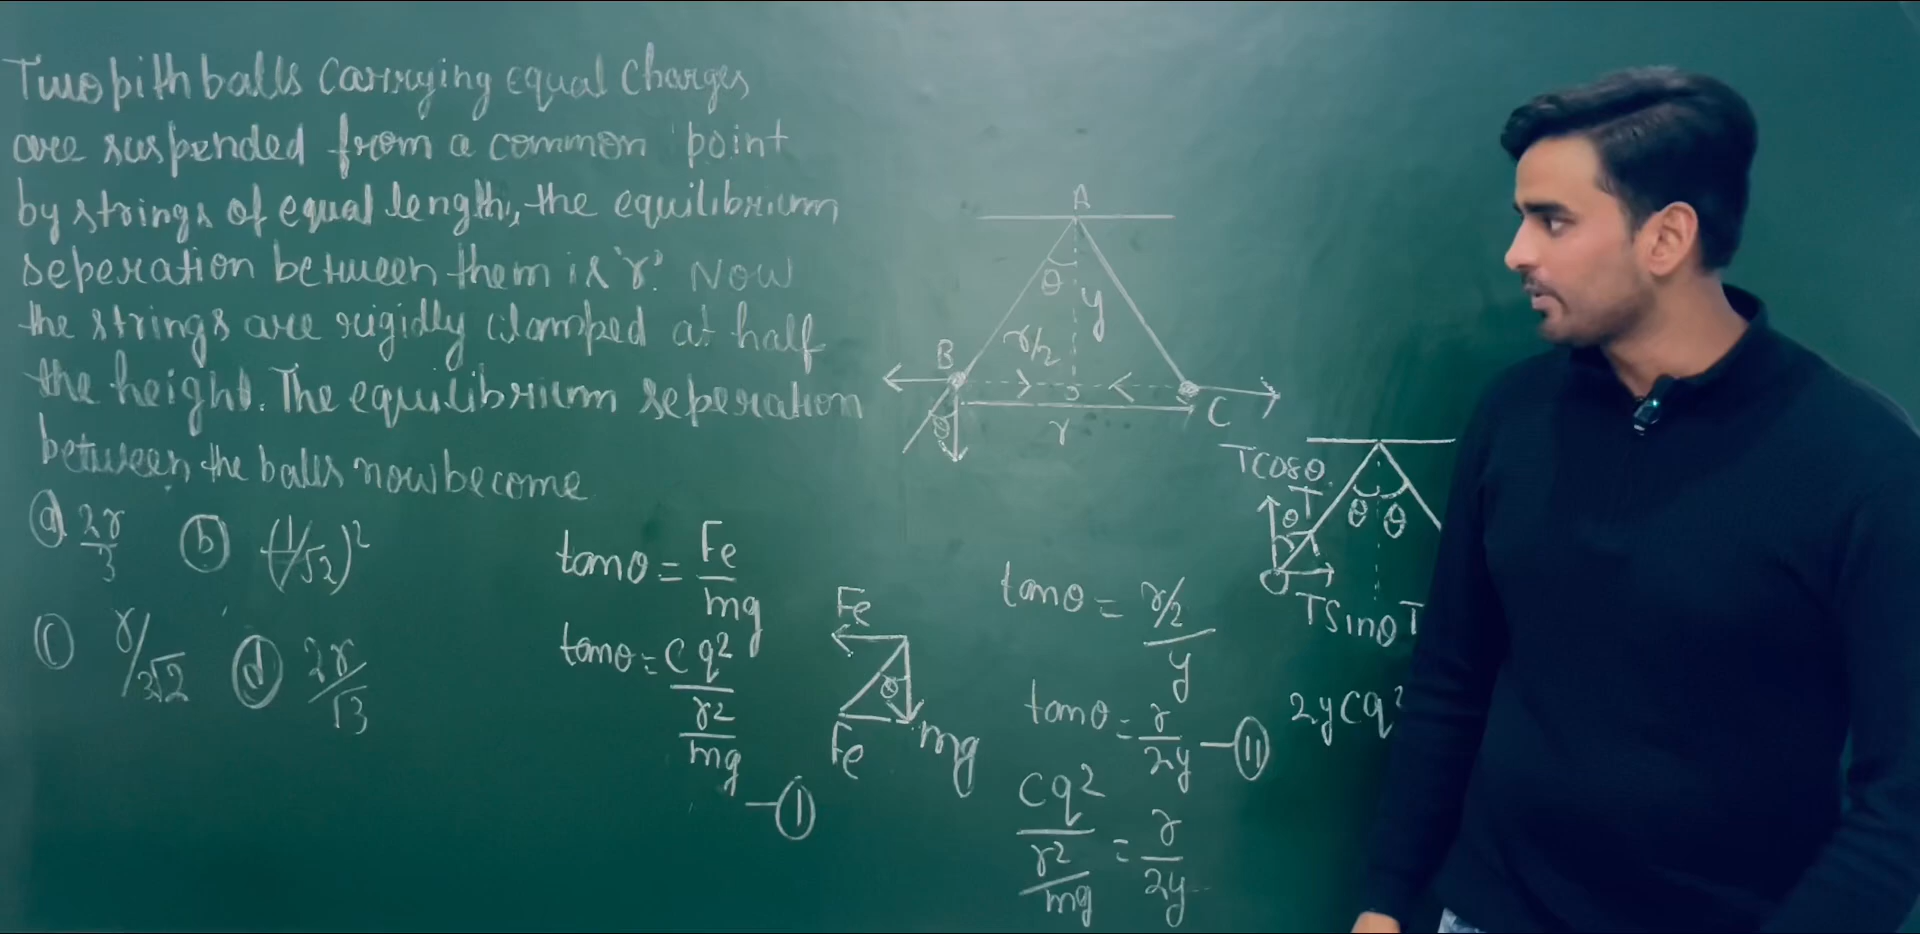 Two pith balls carrying equal charges
are suspended from a common point
by strings of equal length, the equilibrium
seperation between them is 'r'. Now
the strings are rigidly clamped at half
the height. The equilibrium seperation
between the balls now become
(a) 2r/3 (b) (1/√2)²
(c) r/3√2 (d) 2r/√3
tanθ = Fe/mg
tanθ = Cq²/r²/mg
—(I)
Fe
θ
Fe
mg
A
θ
y
r/2
B
C
θ
r
tanθ = r/2/y
tanθ = r/2y —(II)
Cq²/r²/mg = r/2y
Tcosθ
T
θ
θ θ
Tsinθ T
2yCq²